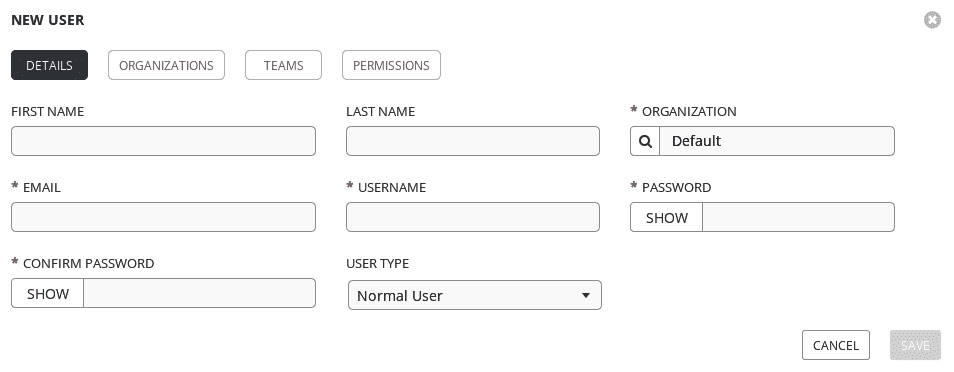 NEW USER
DETAILS ORGANIZATIONS TEAMS PERMISSIONS
FIRST NAME LAST NAME * ORGANIZATION
Default
* EMAIL * USERNAME * PASSWORD
SHOW
* CONFIRM PASSWORD USER TYPE
SHOW Normal User
CANCEL SAVE